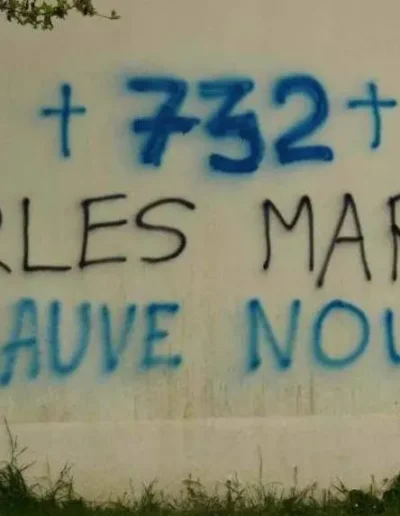 † 732 †
RLES MAR
AUVE NOU